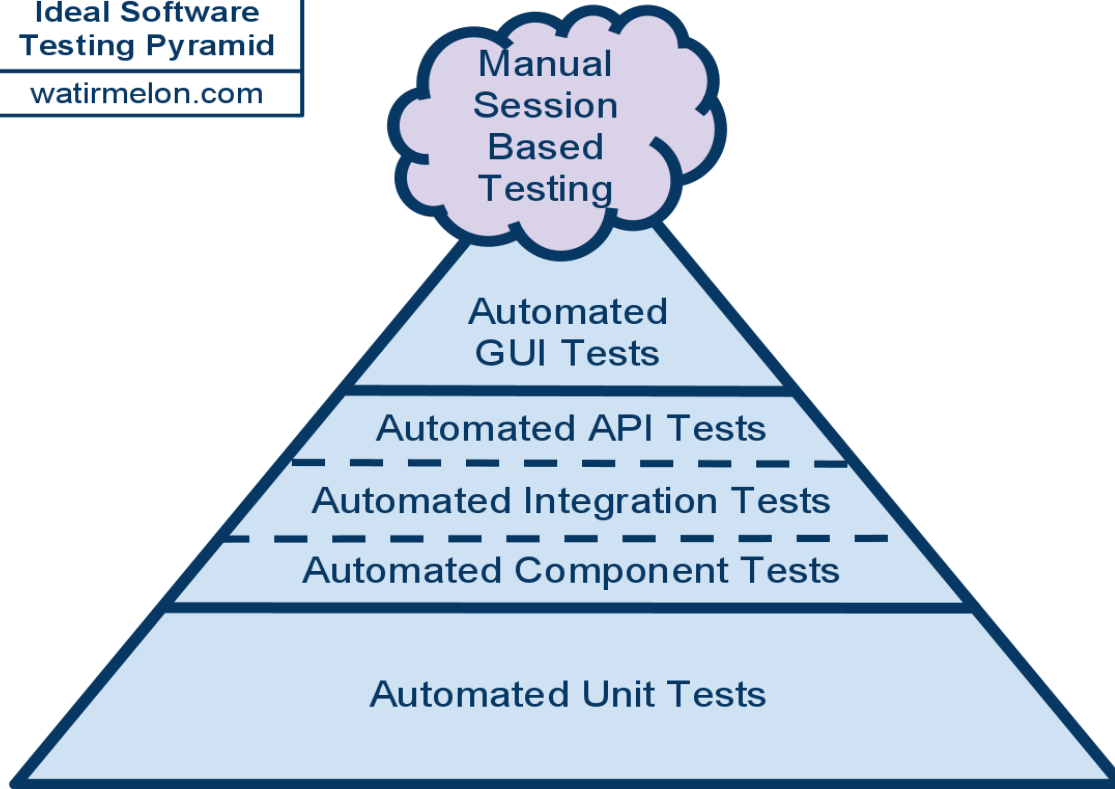 Ideal Software
Testing Pyramid
watirmelon.com
Manual
Session
Based
Testing
Automated
GUI Tests
Automated API Tests
Automated Integration Tests
Automated Component Tests
Automated Unit Tests